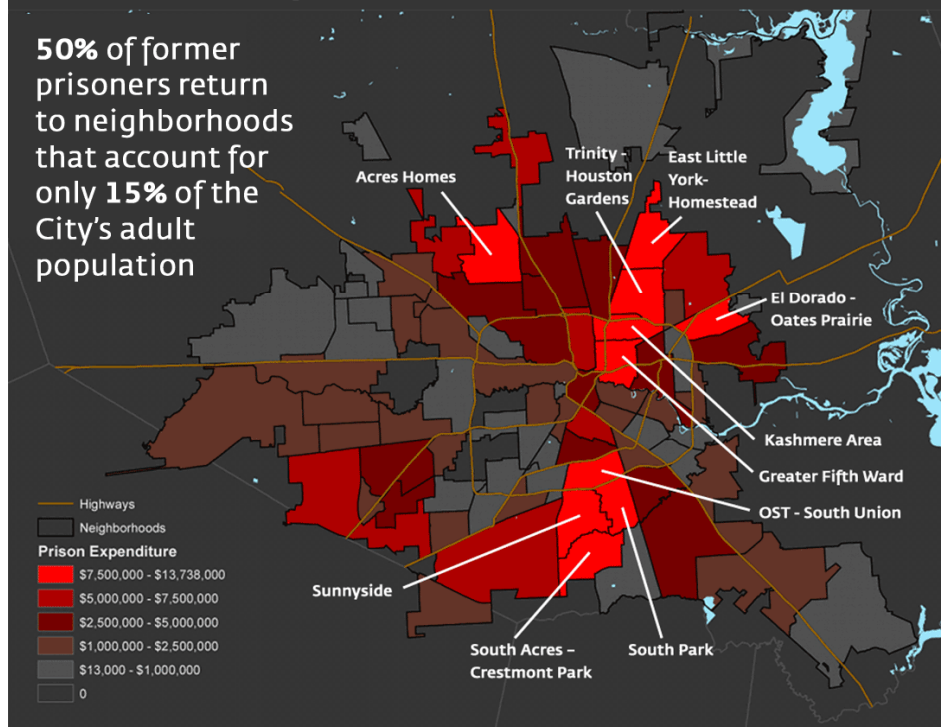 50% of former
prisoners return
to neighborhoods
that account for
only 15% of the
City's adult
population
Acres Homes
Trinity -
Houston
Gardens
East Little
York-
Homestead
El Dorado -
Oates Prairie
Kashmere Area
Greater Fifth Ward
OST - South Union
Sunnyside
South Acres –
Crestmont Park
South Park
Highways
Neighborhoods
Prison Expenditure
$7,500,000 - $13,738,000
$5,000,000 - $7,500,000
$2,500,000 - $5,000,000
$1,000,000 - $2,500,000
$13,000 - $1,000,000
0